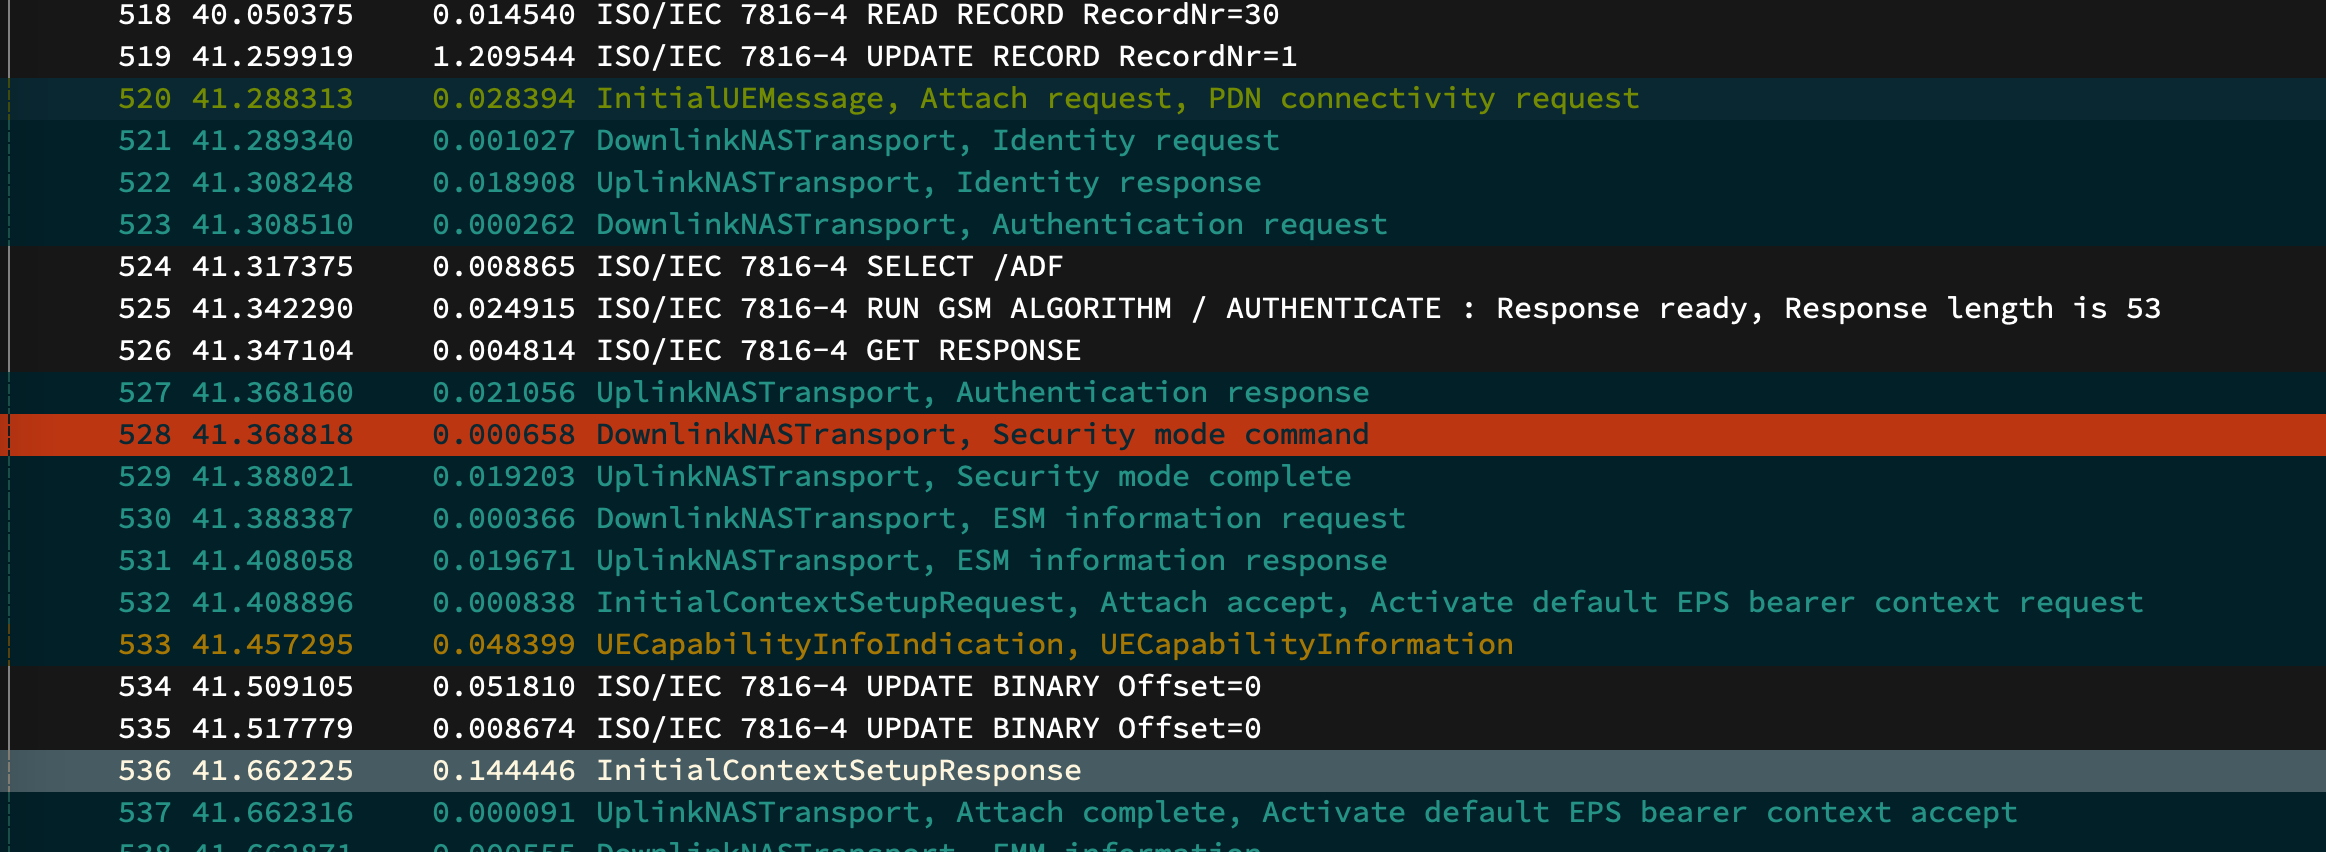 518 40.050375 0.014540 ISO/IEC 7816-4 READ RECORD RecordNr=30
519 41.259919 1.209544 ISO/IEC 7816-4 UPDATE RECORD RecordNr=1
520 41.288313 0.028394 InitialUEMessage, Attach request, PDN connectivity request
521 41.289340 0.001027 DownlinkNASTransport, Identity request
522 41.308248 0.018908 UplinkNASTransport, Identity response
523 41.308510 0.000262 DownlinkNASTransport, Authentication request
524 41.317375 0.008865 ISO/IEC 7816-4 SELECT /ADF
525 41.342290 0.024915 ISO/IEC 7816-4 RUN GSM ALGORITHM / AUTHENTICATE : Response ready, Response length is 53
526 41.347104 0.004814 ISO/IEC 7816-4 GET RESPONSE
527 41.368160 0.021056 UplinkNASTransport, Authentication response
528 41.368818 0.000658 DownlinkNASTransport, Security mode command
529 41.388021 0.019203 UplinkNASTransport, Security mode complete
530 41.388387 0.000366 DownlinkNASTransport, ESM information request
531 41.408058 0.019671 UplinkNASTransport, ESM information response
532 41.408896 0.000838 InitialContextSetupRequest, Attach accept, Activate default EPS bearer context request
533 41.457295 0.048399 UECapabilityInfoIndication, UECapabilityInformation
534 41.509105 0.051810 ISO/IEC 7816-4 UPDATE BINARY Offset=0
535 41.517779 0.008674 ISO/IEC 7816-4 UPDATE BINARY Offset=0
536 41.662225 0.144446 InitialContextSetupResponse
537 41.662316 0.000091 UplinkNASTransport, Attach complete, Activate default EPS bearer context accept
538 41.662871 0.000555 DownlinkNASTransport, EMM information